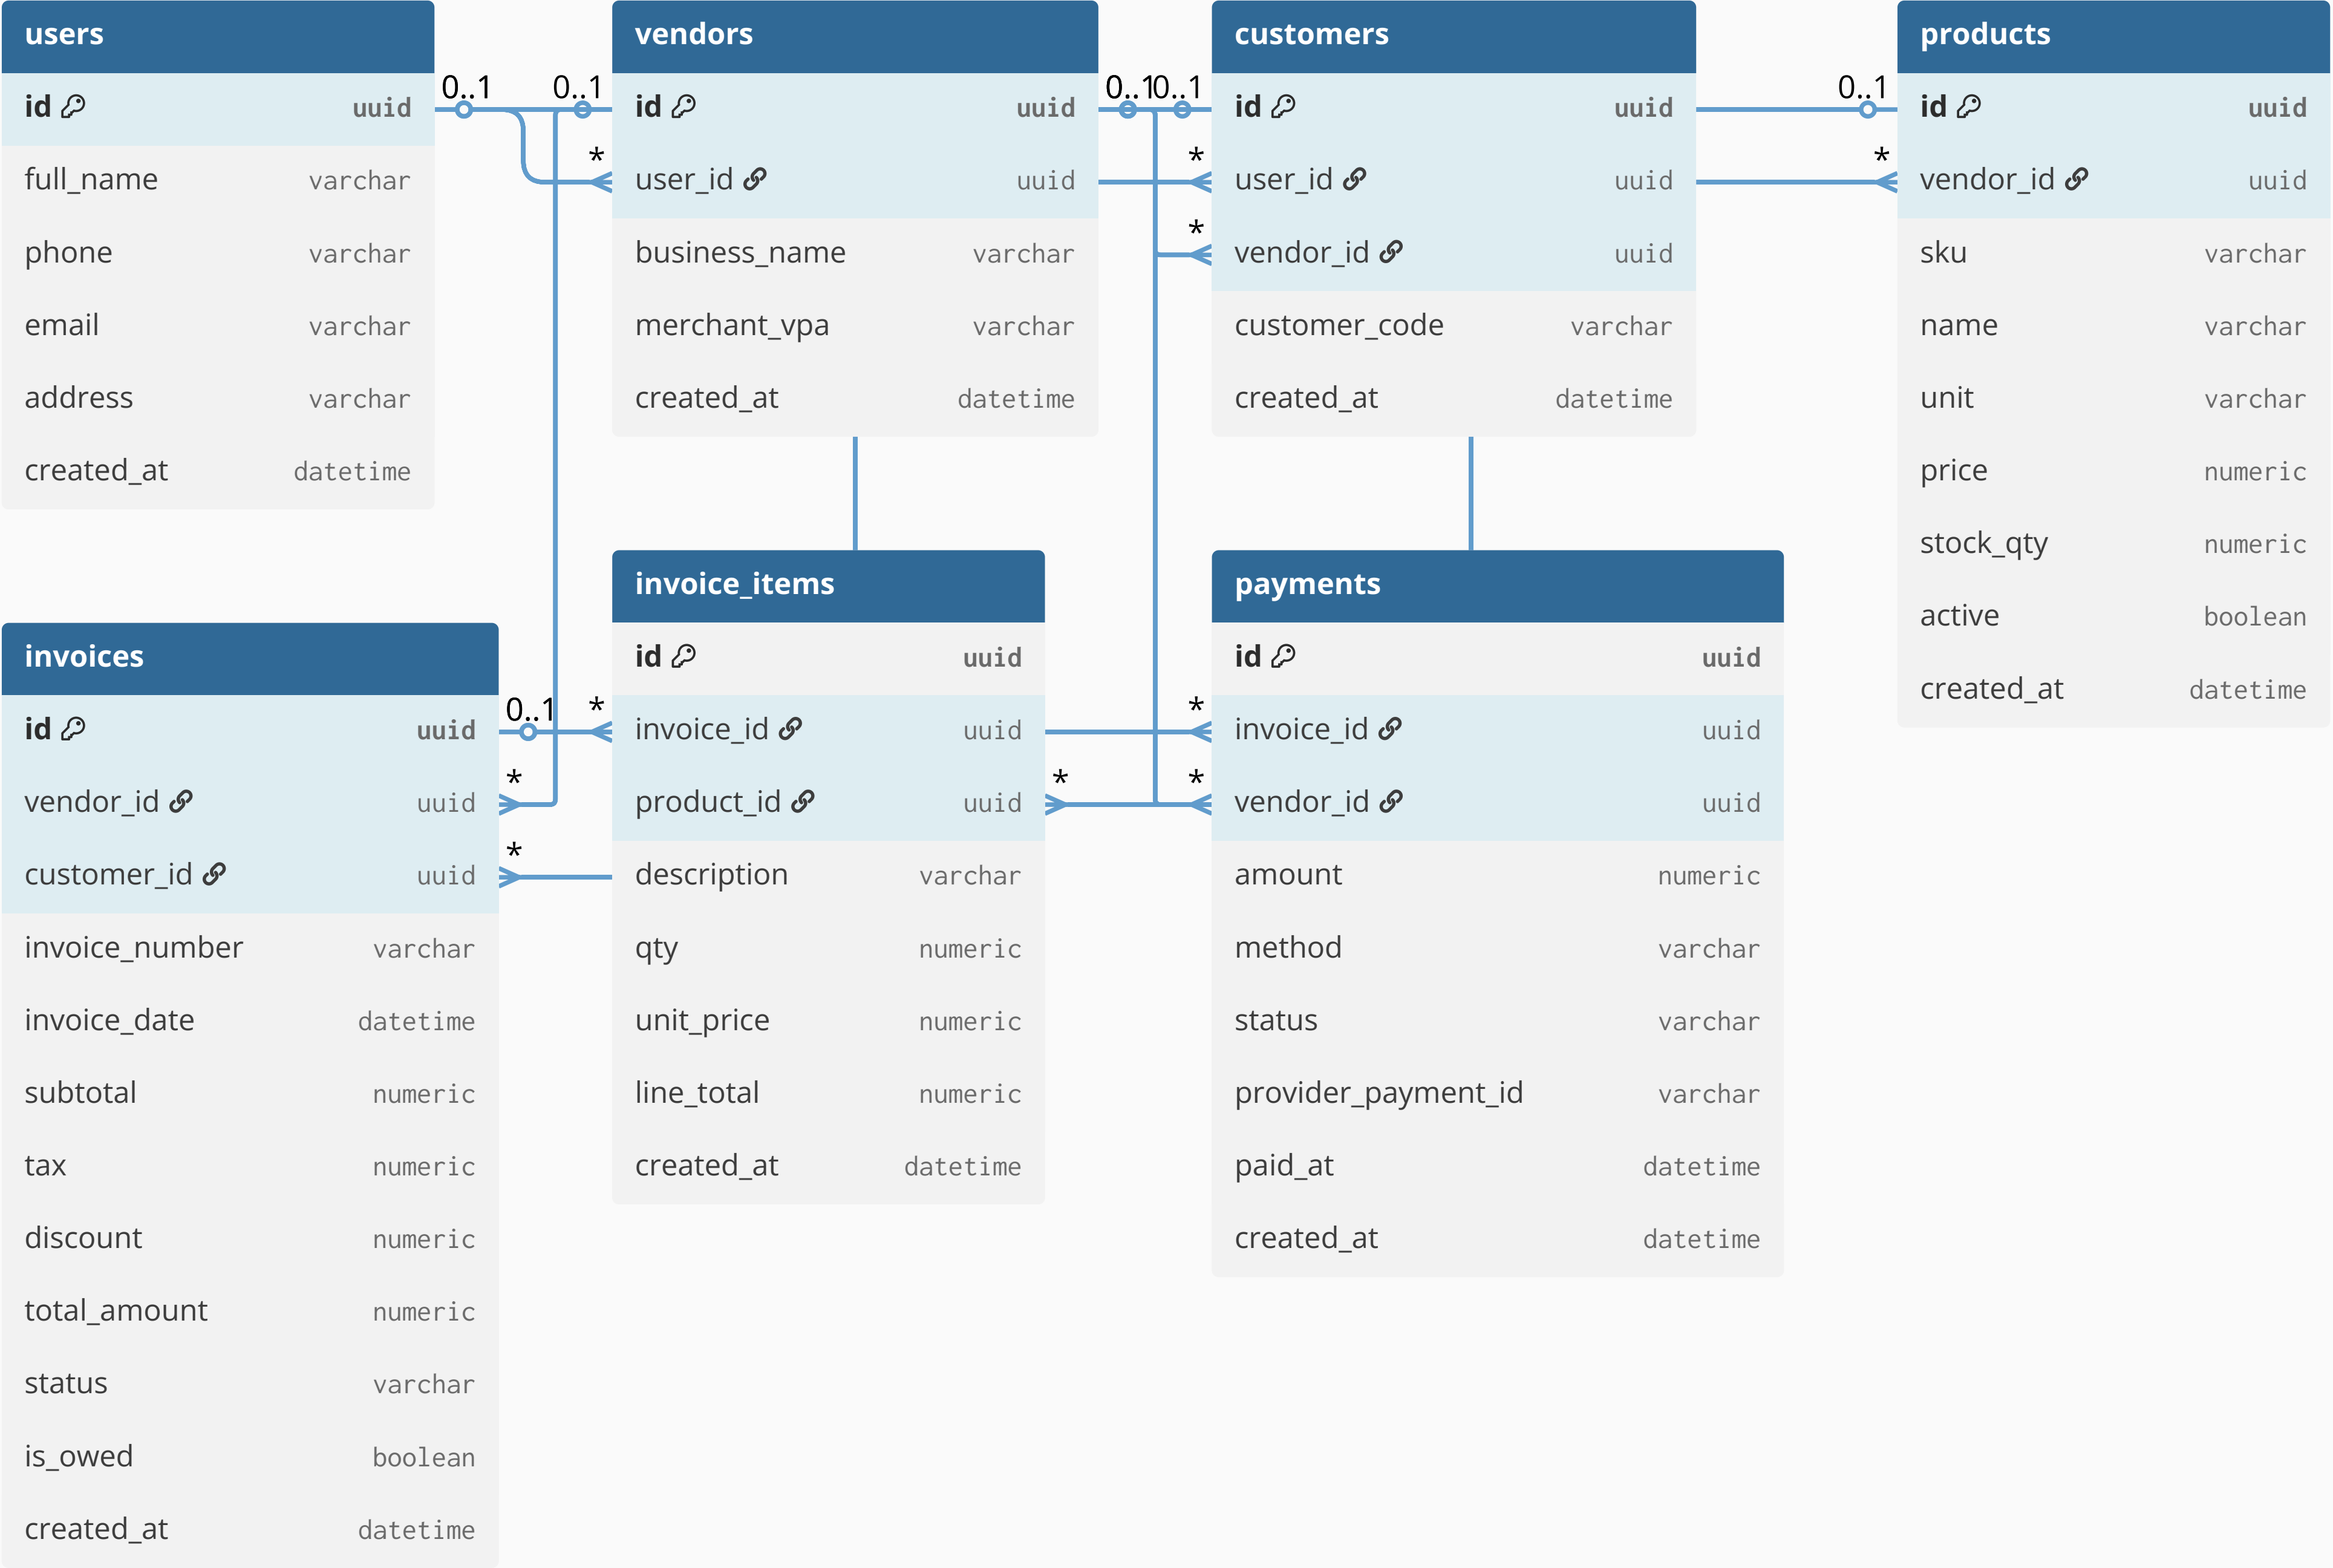 users
id uuid
full_name varchar
phone varchar
email varchar
address varchar
created_at datetime
0..1
0..1
*
vendors
id uuid
user_id uuid
business_name varchar
merchant_vpa varchar
created_at datetime
0..1
0..1
*
*
customers
id uuid
user_id uuid
vendor_id uuid
customer_code varchar
created_at datetime
0..1
*
products
id uuid
vendor_id uuid
sku varchar
name varchar
unit varchar
price numeric
stock_qty numeric
active boolean
created_at datetime
invoices
id uuid
vendor_id uuid
customer_id uuid
invoice_number varchar
invoice_date datetime
subtotal numeric
tax numeric
discount numeric
total_amount numeric
status varchar
is_owed boolean
created_at datetime
0..1
*
*
*
invoice_items
id uuid
invoice_id uuid
product_id uuid
description varchar
qty numeric
unit_price numeric
line_total numeric
created_at datetime
*
*
*
payments
id uuid
invoice_id uuid
vendor_id uuid
amount numeric
method varchar
status varchar
provider_payment_id varchar
paid_at datetime
created_at datetime